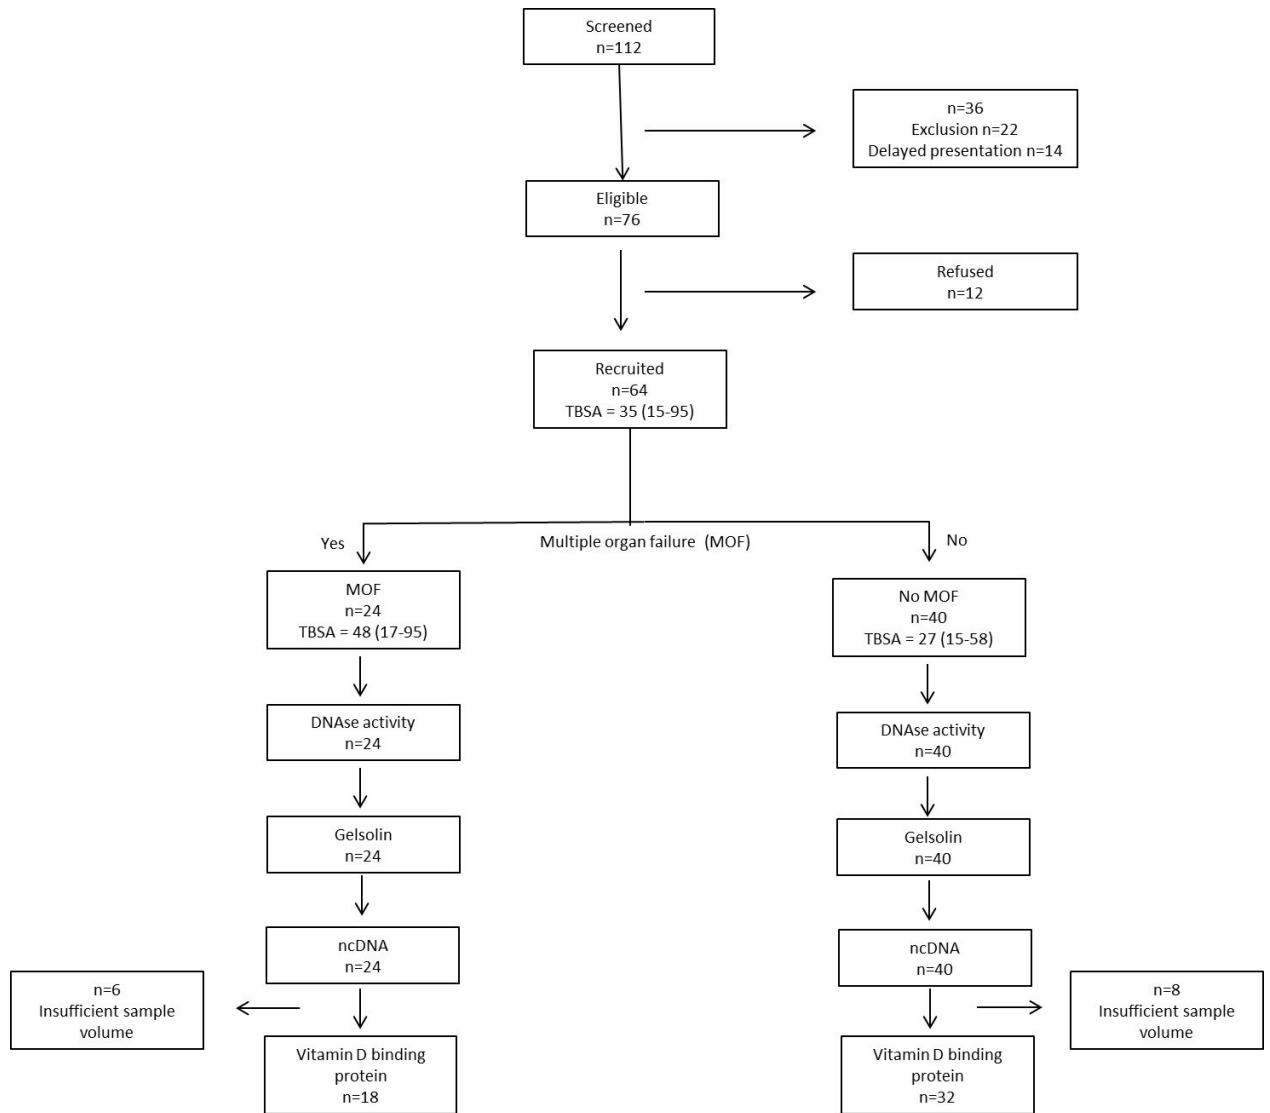 Screened
n=112
n=36
Exclusion n=22
Delayed presentation n=14
Eligible
n=76
Refused
n=12
Recruited
n=64
TBSA = 35 (15-95)
Yes
Multiple organ failure (MOF)
No
MOF
n=24
TBSA = 48 (17-95)
No MOF
n=40
TBSA = 27 (15-58)
DNAse activity
n=24
DNAse activity
n=40
Gelsolin
n=24
Gelsolin
n=40
ncDNA
n=24
ncDNA
n=40
n=6
Insufficient sample
volume
n=8
Insufficient sample
volume
Vitamin D binding
protein
n=18
Vitamin D binding
protein
n=32